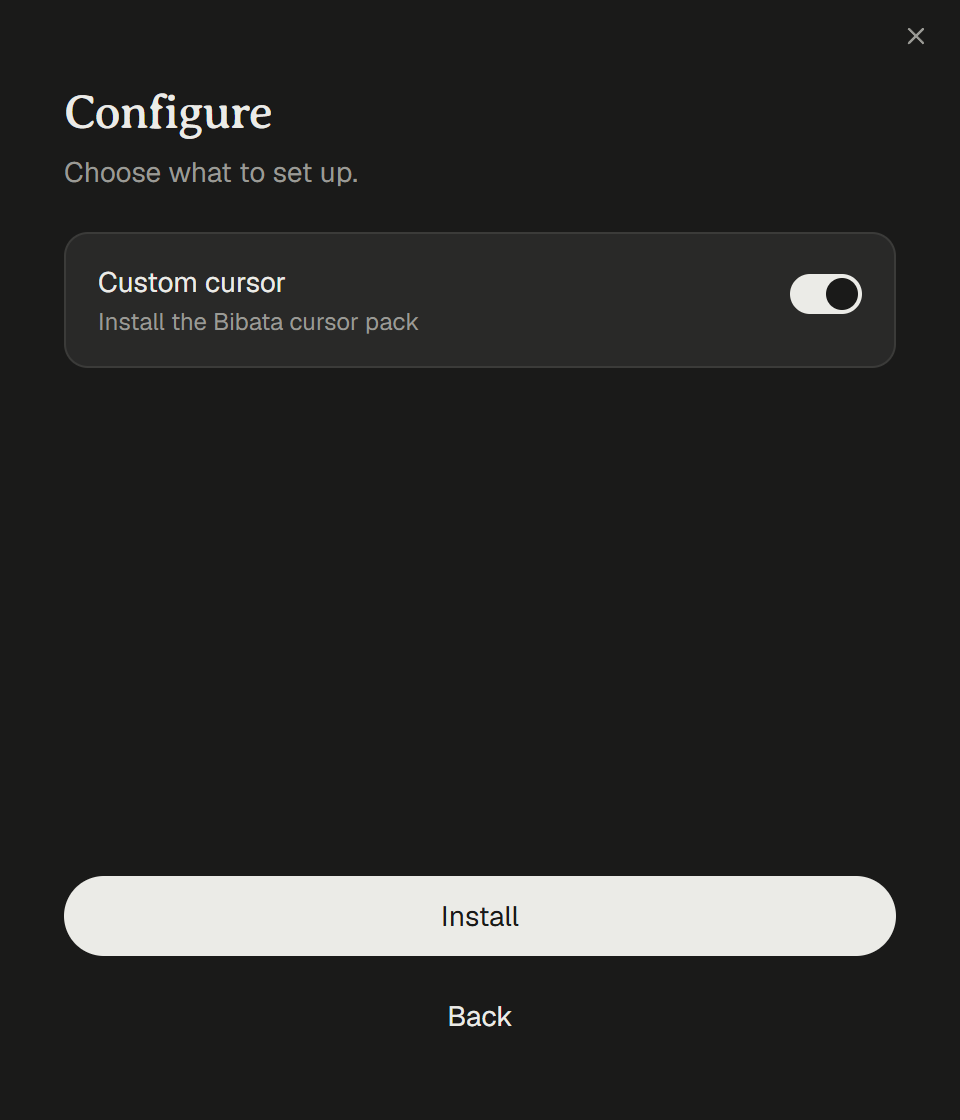 Configure
Choose what to set up.
Custom cursor
Install the Bibata cursor pack
Install
Back